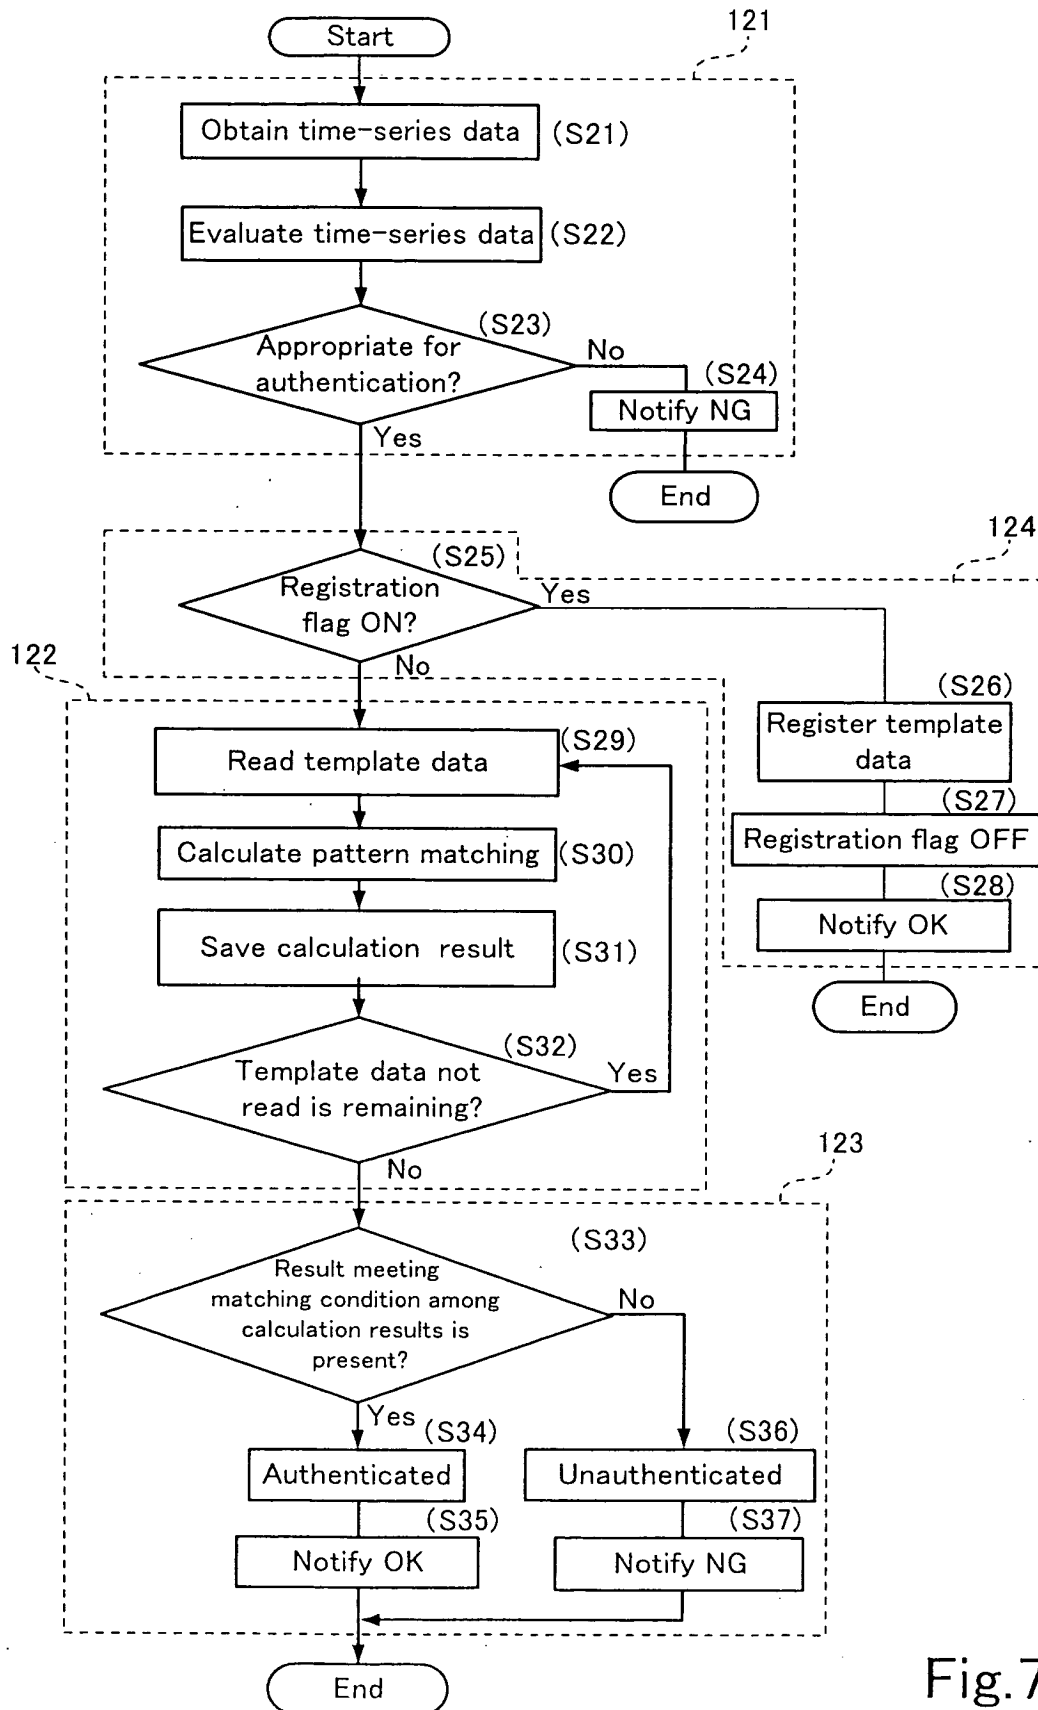 Start
121
Obtain time-series data
(S21)
Evaluate time-series data
(S22)
(S23)
Appropriate for
authentication?
No
(S24)
Notify NG
Yes
End
124
(S25)
Registration
flag ON?
Yes
No
122
(S26)
Register template
data
(S29)
Read template data
(S27)
Registration flag OFF
Calculate pattern matching
(S30)
(S28)
Notify OK
Save calculation result
(S31)
End
(S32)
Template data not
read is remaining?
Yes
No
123
(S33)
Result meeting
matching condition among
calculation results is
present?
No
Yes
(S34)
Authenticated
(S36)
Unauthenticated
(S35)
Notify OK
(S37)
Notify NG
End
Fig.7